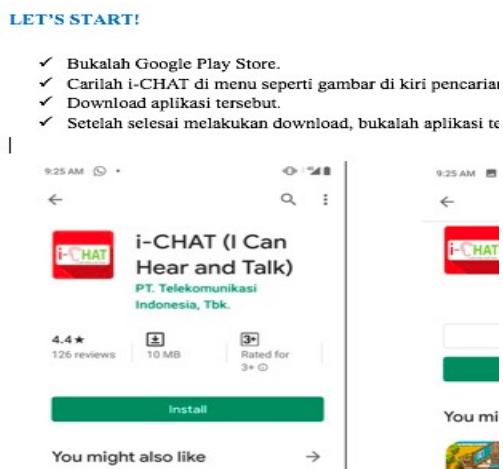 LET'S START!
✓ Bukalah Google Play Store.
✓ Carilah i-CHAT di menu seperti gambar di kiri pencarian
✓ Download aplikasi tersebut.
✓ Setelah selesai melakukan download, bukalah aplikasi te
9:25 AM
i-CHAT
i-CHAT (I Can
Hear and Talk)
PT. Telekomunikasi
Indonesia, Tbk.
4.4★
126 reviews
10 MB
3+
Rated for
3+
Install
You might also like
9:25 AM
i-CHAT
You mi